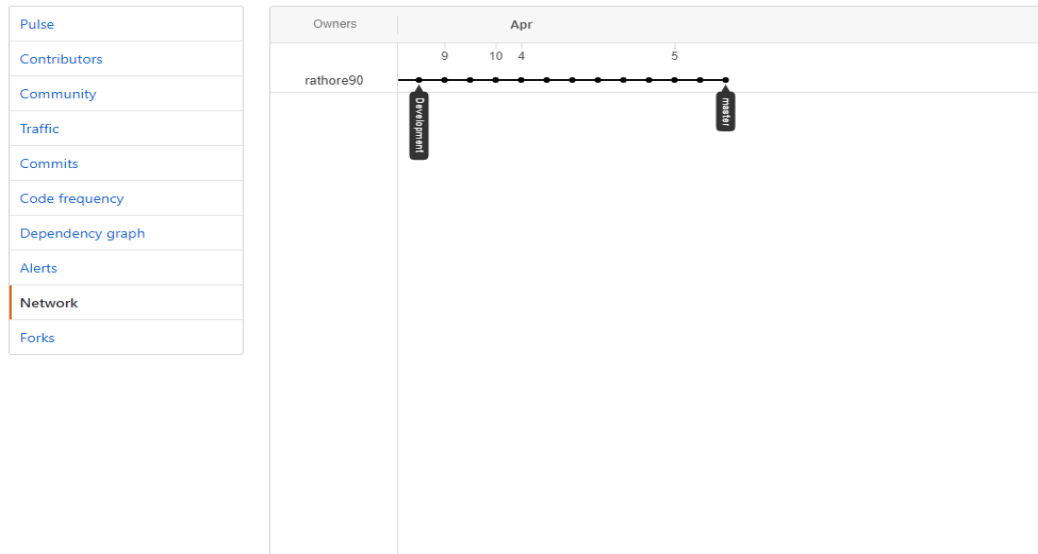 Pulse
Contributors
Community
Traffic
Commits
Code frequency
Dependency graph
Alerts
Network
Forks
Owners Apr
9 10 4 5
rathore90
Development
master